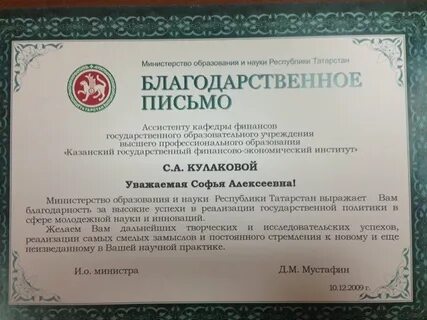 Министерство образования и науки Республики Татарстан
БЛАГОДАРСТВЕННОЕ
ПИСЬМО
Ассистенту кафедры финансов
государственного образовательного учреждения
высшего профессионального образования
«Казанский государственный финансово-экономический институт»
С.А. КУЛАКОВОЙ
Уважаемая Софья Алексеевна!
Министерство образования и науки Республики Татарстан выражает Вам
благодарность за высокие успехи в реализации государственной политики в
сфере молодежной науки и инноваций.
Желаем Вам дальнейших творческих и исследовательских успехов,
реализации самых смелых замыслов и постоянного стремления к новому и еще
неизведанному в Вашей научной практике.
И.о. министра Д.М. Мустафин
10.12.2009 г.